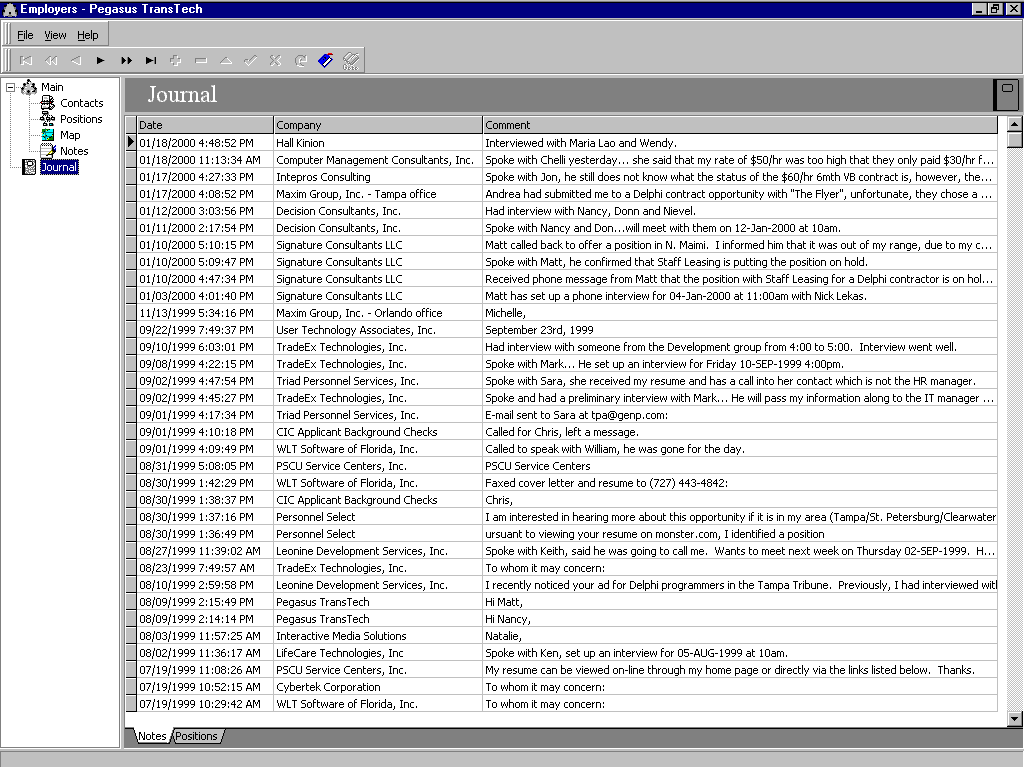 Employers - Pegasus TransTech
File View Help
Main
Contacts
Positions
Map
Notes
Journal
Journal
Date Company Comment
01/18/2000 4:48:52 PM Hall Kinion Interviewed with Maria Lao and Wendy.
01/18/2000 11:13:34 AM Computer Management Consultants, Inc. Spoke with Chelli yesterday... she said that my rate of $50/hr was too high that they only paid $30/hr f...
01/17/2000 4:27:33 PM Intepros Consulting Spoke with Jon, he still does not know what the status of the $60/hr 6mth VB contract is, however, the...
01/17/2000 4:08:52 PM Maxim Group, Inc. - Tampa office Andrea had submitted me to a Delphi contract opportunity with "The Flyer", unfortunate, they chose a ...
01/12/2000 3:03:56 PM Decision Consultants, Inc. Had interview with Nancy, Donn and Nievel.
01/11/2000 2:17:54 PM Decision Consultants, Inc. Spoke with Nancy and Don...will meet with them on 12-Jan-2000 at 10am.
01/10/2000 5:10:15 PM Signature Consultants LLC Matt called back to offer a position in N. Maimi. I informed him that it was out of my range, due to my c...
01/10/2000 5:09:47 PM Signature Consultants LLC Spoke with Matt, he confirmed that Staff Leasing is putting the position on hold.
01/10/2000 4:47:34 PM Signature Consultants LLC Received phone message from Matt that the position with Staff Leasing for a Delphi contractor is on hol...
01/03/2000 4:01:40 PM Signature Consultants LLC Matt has set up a phone interview for 04-Jan-2000 at 11:00am with Nick Lekas.
11/13/1999 5:34:16 PM Maxim Group, Inc. - Orlando office Michelle,
09/22/1999 7:49:37 PM User Technology Associates, Inc. September 23rd, 1999
09/10/1999 6:03:01 PM TradeEx Technologies, Inc. Had interview with someone from the Development group from 4:00 to 5:00. Interview went well.
09/08/1999 4:22:15 PM TradeEx Technologies, Inc. Spoke with Mark... He set up an interview for Friday 10-SEP-1999 4:00pm.
09/02/1999 4:47:54 PM Triad Personnel Services, Inc. Spoke with Sara, she received my resume and has a call into her contact which is not the HR manager.
09/02/1999 4:45:27 PM TradeEx Technologies, Inc. Spoke and had a preliminary interview with Mark... He will pass my information along to the IT manager ...
09/01/1999 4:17:34 PM Triad Personnel Services, Inc. E-mail sent to Sara at tpa@genp.com:
09/01/1999 4:10:18 PM CIC Applicant Background Checks Called for Chris, left a message.
09/01/1999 4:09:49 PM WLT Software of Florida, Inc. Called to speak with William, he was gone for the day.
08/31/1999 5:08:05 PM PSCU Service Centers, Inc. PSCU Service Centers
08/30/1999 1:42:29 PM WLT Software of Florida, Inc. Faxed cover letter and resume to (727) 443-4842:
08/30/1999 1:38:37 PM CIC Applicant Background Checks Chris,
08/30/1999 1:37:16 PM Personnel Select I am interested in hearing more about this opportunity if it is in my area (Tampa/St. Petersburg/Clearwater
08/30/1999 1:36:49 PM Personnel Select ursuant to viewing your resume on monster.com, I identified a position
08/27/1999 11:39:02 AM Leonine Development Services, Inc. Spoke with Keith, said he was going to call me. Wants to meet next week on Thursday 02-SEP-1999. H...
08/23/1999 7:49:57 AM TradeEx Technologies, Inc. To whom it may concern:
08/10/1999 2:59:58 PM Leonine Development Services, Inc. I recently noticed your ad for Delphi programmers in the Tampa Tribune. Previously, I had interviewed wit
08/09/1999 2:15:49 PM Pegasus TransTech Hi Matt,
08/09/1999 2:14:14 PM Pegasus TransTech Hi Nancy,
08/03/1999 11:57:25 AM Interactive Media Solutions Natalie,
08/02/1999 11:36:17 AM LifeCare Technologies, Inc Spoke with Ken, set up an interview for 05-AUG-1999 at 10am.
07/19/1999 11:08:26 AM PSCU Service Centers, Inc. My resume can be viewed on-line through my home page or directly via the links listed below. Thanks.
07/19/1999 10:52:15 AM Cybertek Corporation To whom it may concern:
07/19/1999 10:29:42 AM WLT Software of Florida, Inc. To whom it may concern:
Notes Positions